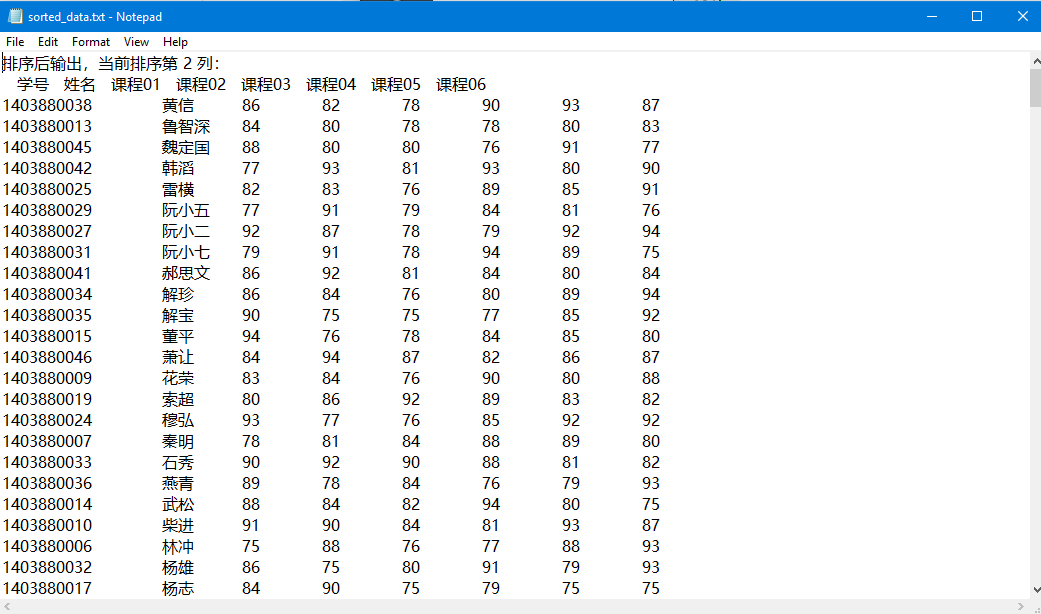 sorted_data.txt - Notepad
File Edit Format View Help
排序后输出，当前排序第 2 列：
学号 姓名 课程01 课程02 课程03 课程04 课程05 课程06
1403880038 黄信 86 82 78 90 93 87
1403880013 鲁智深 84 80 78 78 80 83
1403880045 魏定国 88 80 80 76 91 77
1403880042 韩滔 77 93 81 93 80 90
1403880025 雷横 82 83 76 89 85 91
1403880029 阮小五 77 91 79 84 81 76
1403880027 阮小二 92 87 78 79 92 94
1403880031 阮小七 79 91 78 94 89 75
1403880041 郝思文 86 92 81 84 80 84
1403880034 解珍 86 84 76 80 89 94
1403880035 解宝 90 75 75 77 85 92
1403880015 董平 94 76 78 84 85 80
1403880046 萧让 84 94 87 82 86 87
1403880009 花荣 83 84 76 90 80 88
1403880019 索超 80 86 92 89 83 82
1403880024 穆弘 93 77 76 85 92 92
1403880007 秦明 78 81 84 88 89 80
1403880033 石秀 90 92 90 88 81 82
1403880036 燕青 89 78 84 76 79 93
1403880014 武松 88 84 82 94 80 75
1403880010 柴进 91 90 84 81 93 87
1403880006 林冲 75 88 76 77 88 93
1403880032 杨雄 86 75 80 91 79 93
1403880017 杨志 84 90 75 79 75 75